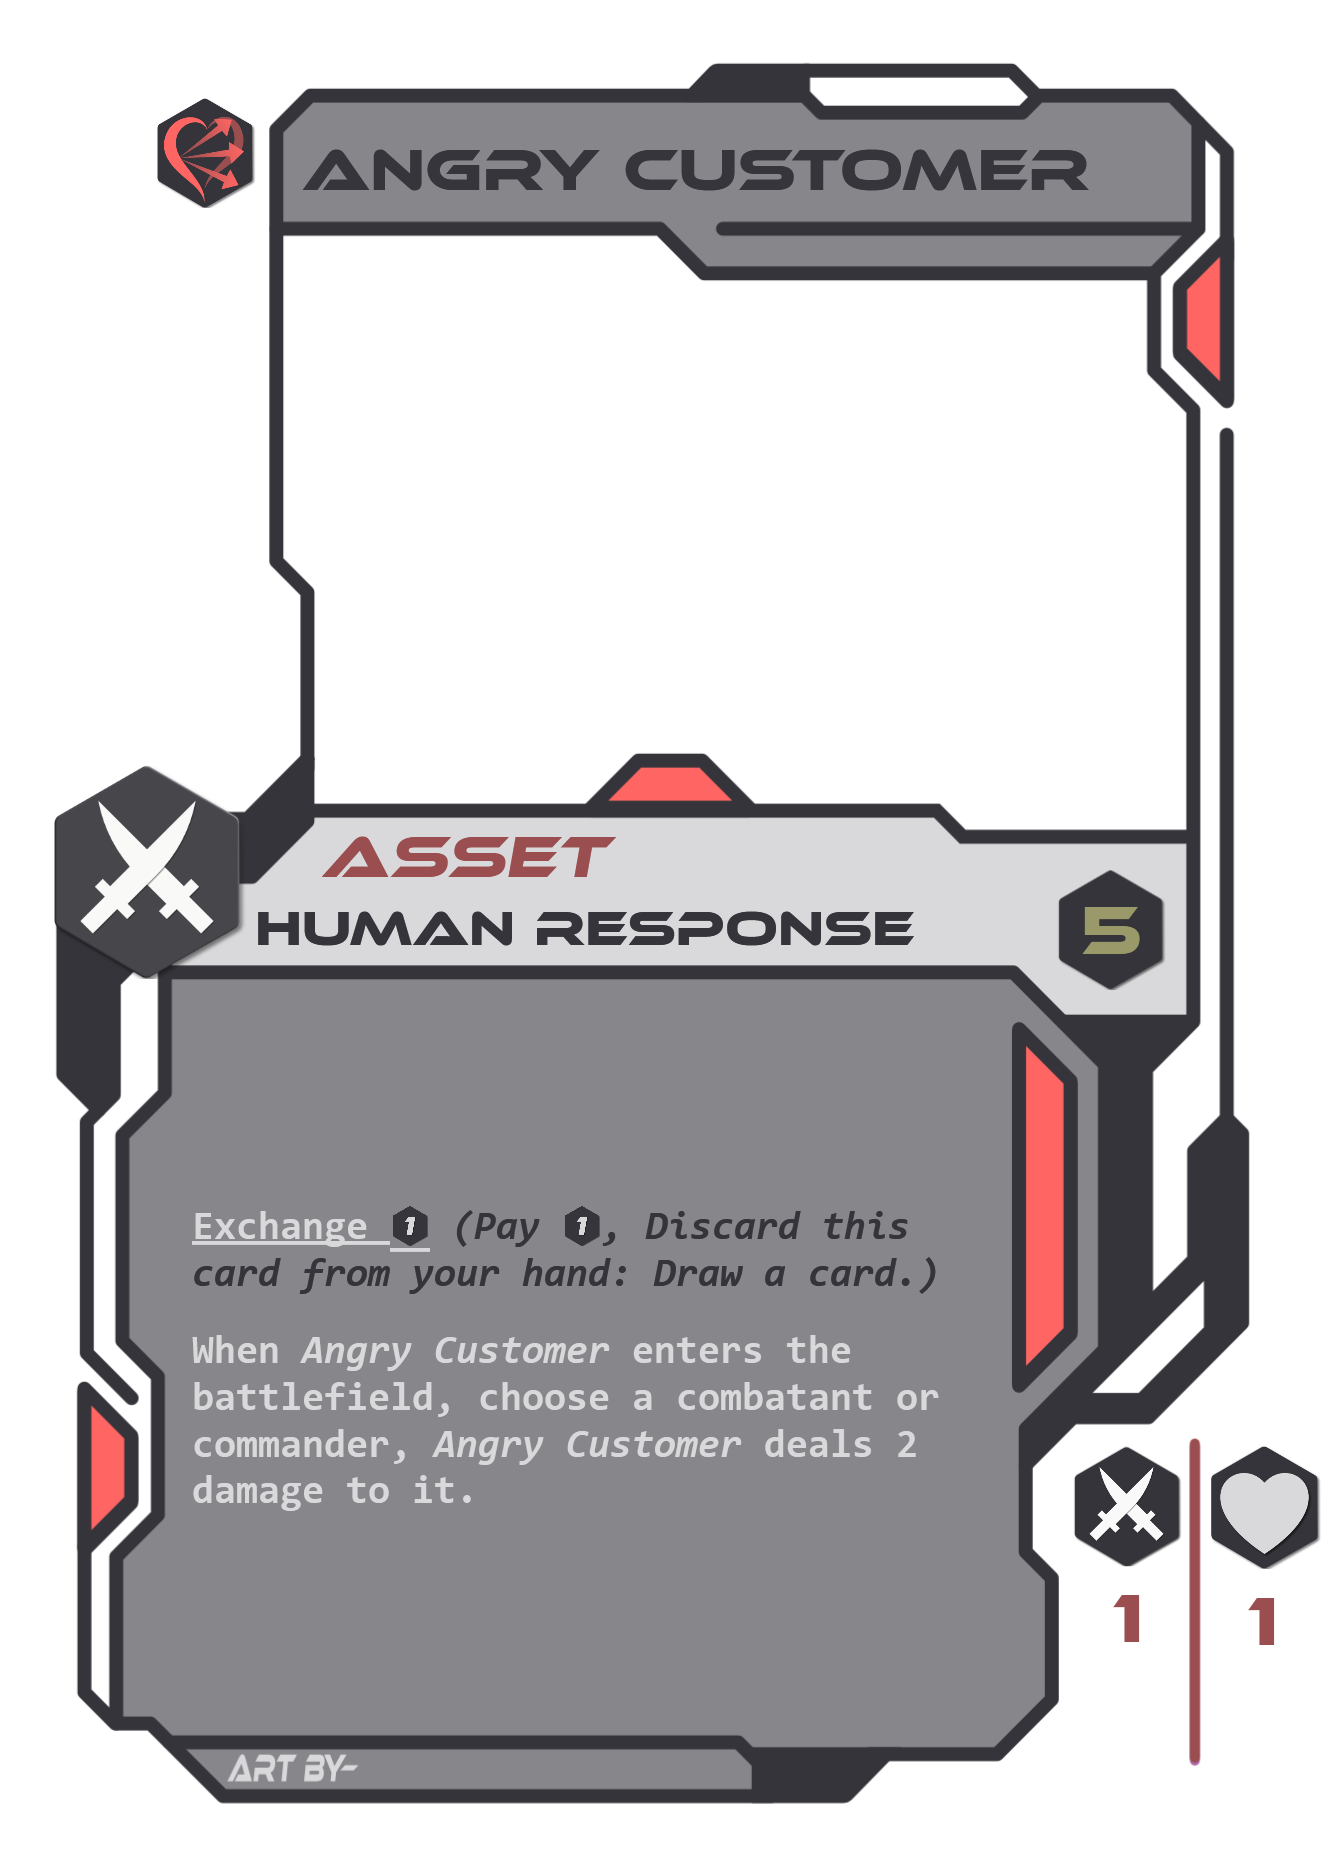 ANGRY CUSTOMER
ASSET
HUMAN RESPONSE
5
Exchange 1 (Pay 1, Discard this
card from your hand: Draw a card.)
When Angry Customer enters the
battlefield, choose a combatant or
commander, Angry Customer deals 2
damage to it.
1
1
ART BY-